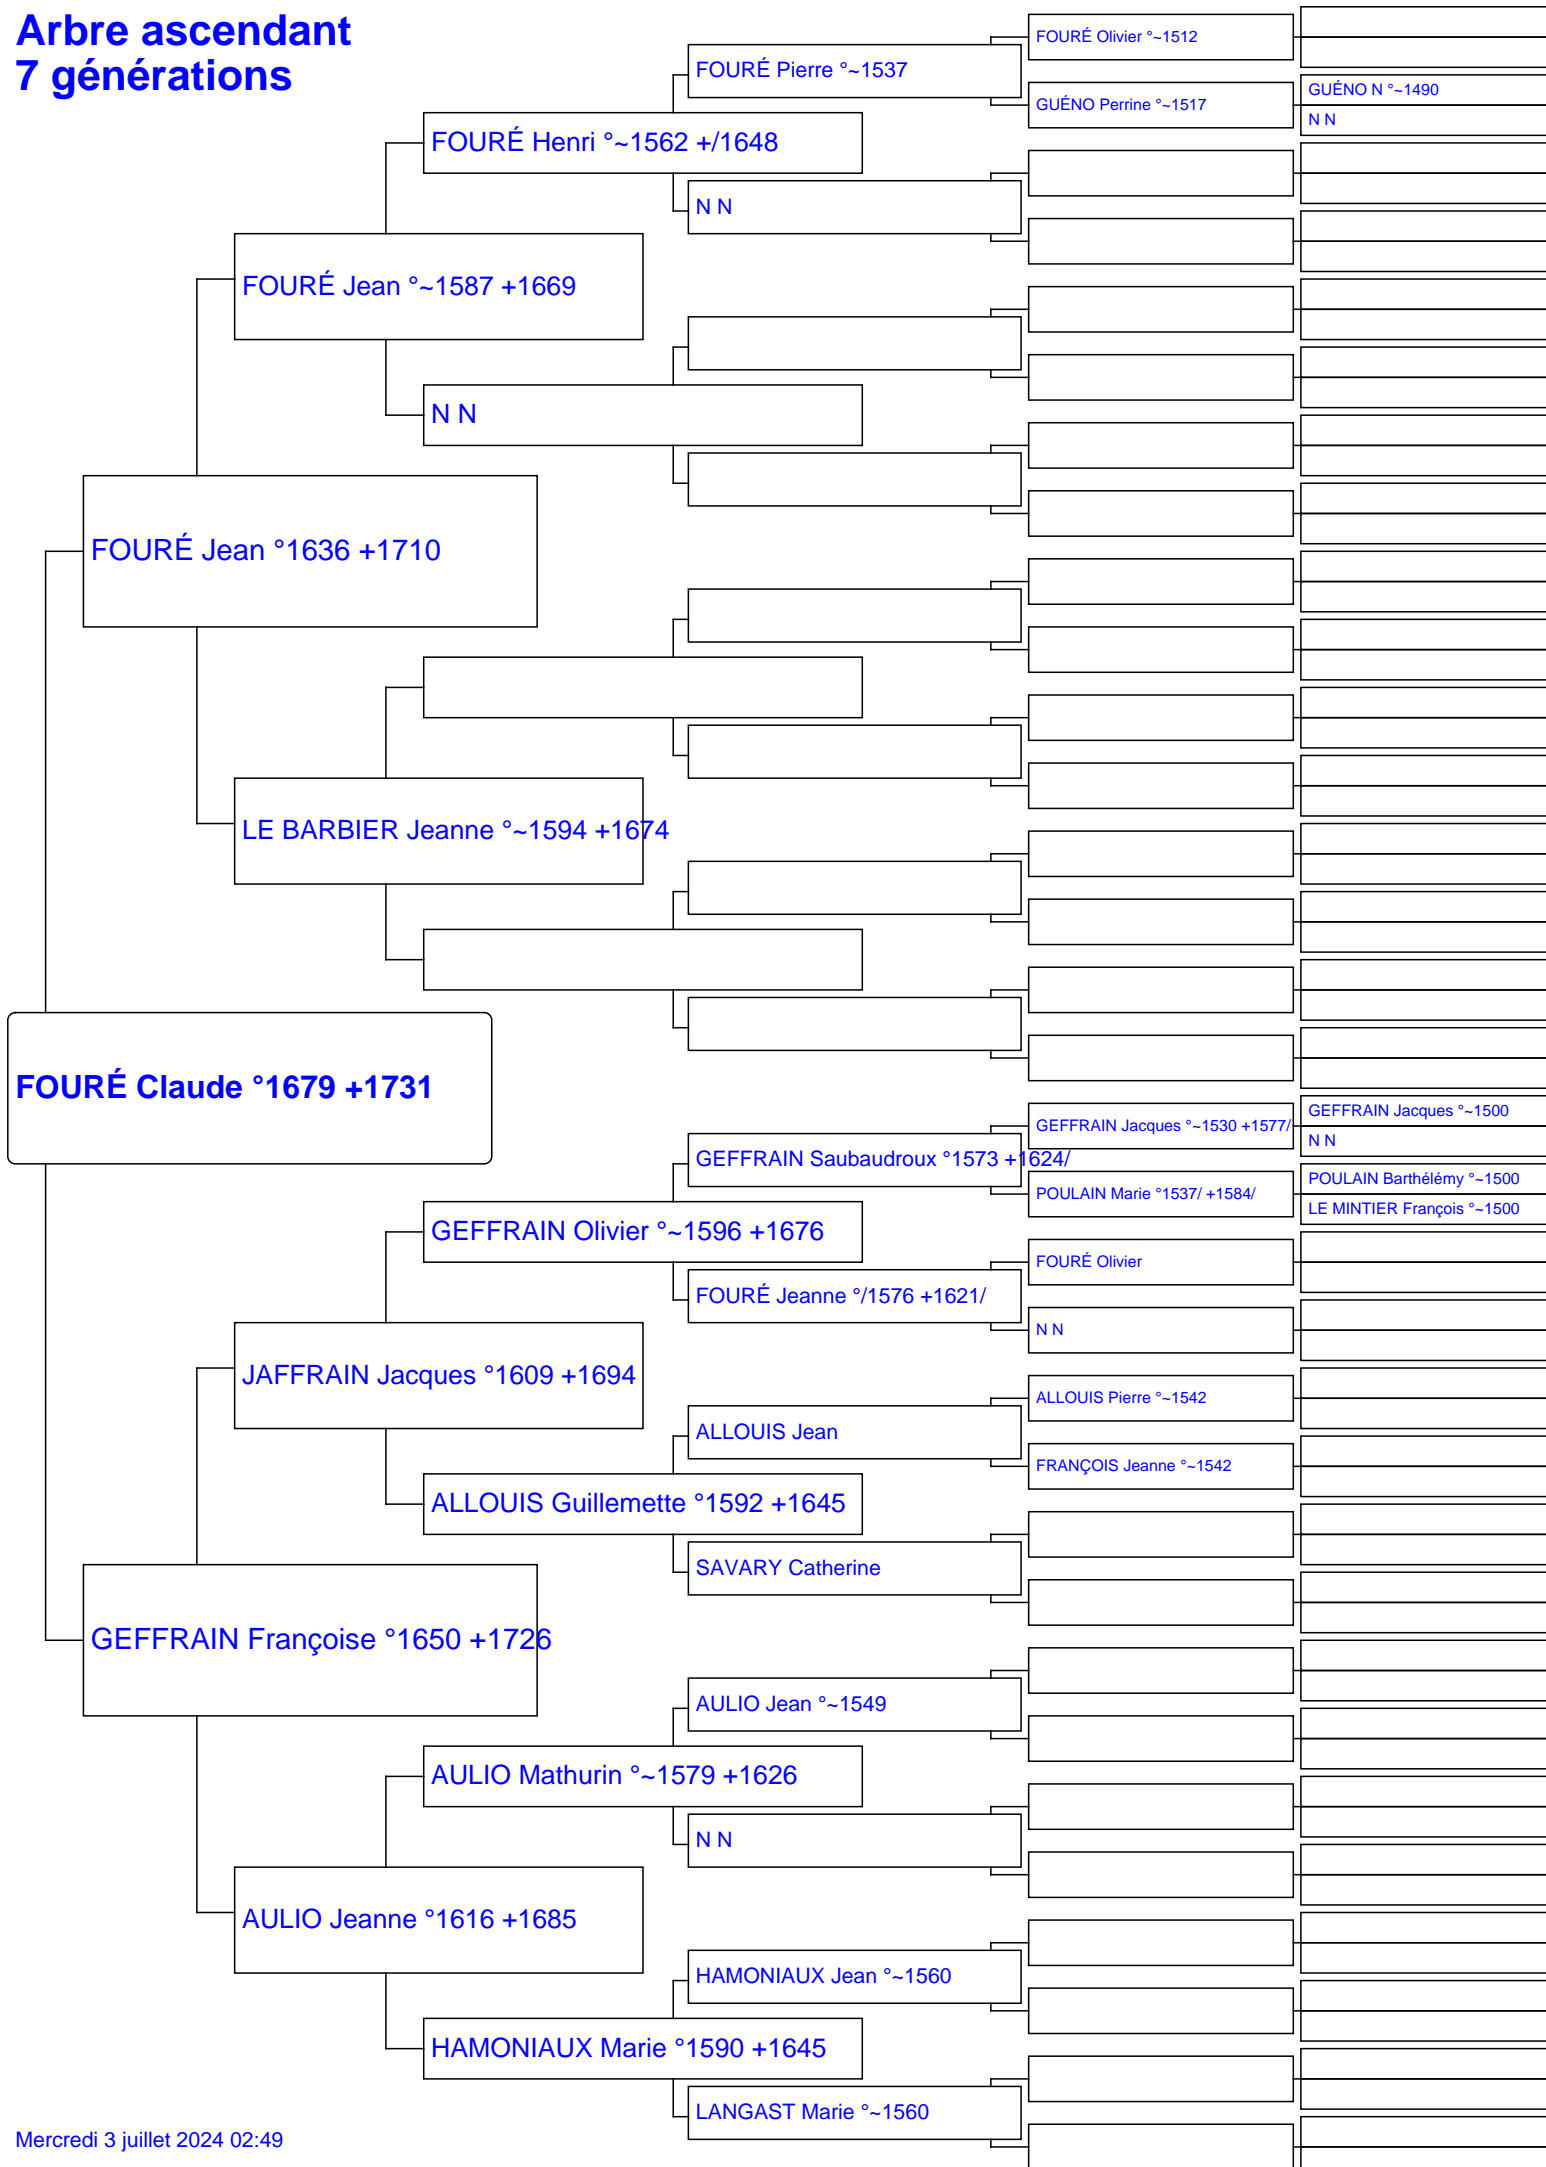 Arbre ascendant
7 générations
FOURÉ Olivier °~1512
FOURÉ Pierre °~1537
GUÉNO N °~1490
GUÉNO Perrine °~1517
N N
FOURÉ Henri °~1562 +/1648
N N
FOURÉ Jean °~1587 +1669
N N
FOURÉ Jean °1636 +1710
LE BARBIER Jeanne °~1594 +1674
FOURÉ Claude °1679 +1731
GEFFRAIN Jacques °~1500
GEFFRAIN Jacques °~1530 +1577/
N N
GEFFRAIN Saubaudroux °1573 +1624/
POULAIN Barthélémy °~1500
POULAIN Marie °1537/ +1584/
LE MINTIER François °~1500
GEFFRAIN Olivier °~1596 +1676
FOURÉ Olivier
FOURÉ Jeanne °/1576 +1621/
N N
JAFFRAIN Jacques °1609 +1694
ALLOUIS Pierre °~1542
ALLOUIS Jean
FRANÇOIS Jeanne °~1542
ALLOUIS Guillemette °1592 +1645
SAVARY Catherine
GEFFRAIN Françoise °1650 +1726
AULIO Jean °~1549
AULIO Mathurin °~1579 +1626
N N
AULIO Jeanne °1616 +1685
HAMONIAUX Jean °~1560
HAMONIAUX Marie °1590 +1645
LANGAST Marie °~1560
Mercredi 3 juillet 2024 02:49